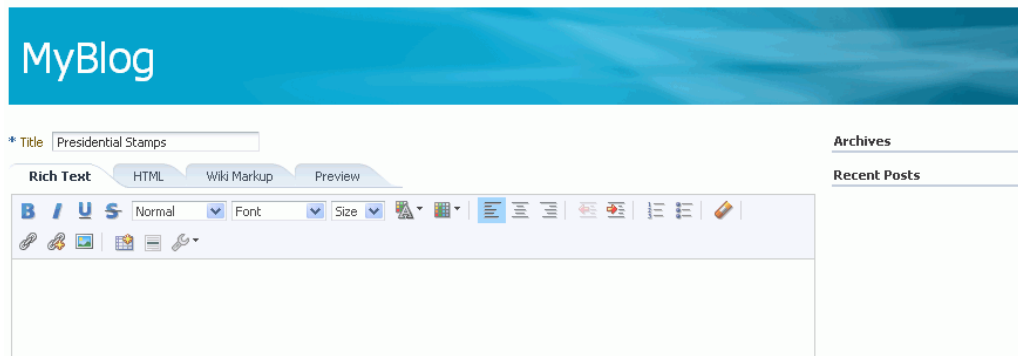 MyBlog
* Title Presidential Stamps
Archives
Rich Text HTML Wiki Markup Preview
Recent Posts
B I U S Normal Font Size